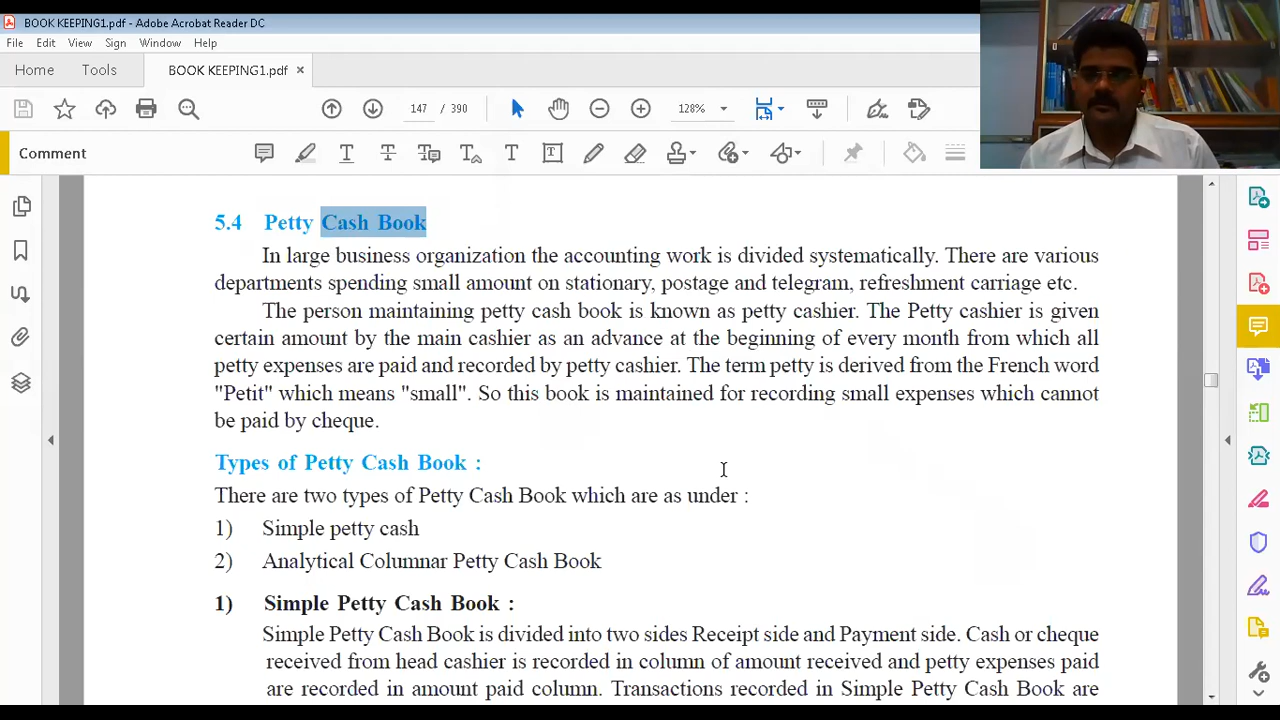 BOOK KEEPING1.pdf - Adobe Acrobat Reader DC
File Edit View Sign Window Help
Home Tools BOOK KEEPING1.pdf ×
147 / 390 128%
Comment
5.4 Petty Cash Book
In large business organization the accounting work is divided systematically. There are various
departments spending small amount on stationary, postage and telegram, refreshment carriage etc.
The person maintaining petty cash book is known as petty cashier. The Petty cashier is given
certain amount by the main cashier as an advance at the beginning of every month from which all
petty expenses are paid and recorded by petty cashier. The term petty is derived from the French word
"Petit" which means "small". So this book is maintained for recording small expenses which cannot
be paid by cheque.
Types of Petty Cash Book :
There are two types of Petty Cash Book which are as under :
1) Simple petty cash
2) Analytical Columnar Petty Cash Book
1) Simple Petty Cash Book :
Simple Petty Cash Book is divided into two sides Receipt side and Payment side. Cash or cheque
received from head cashier is recorded in column of amount received and petty expenses paid
are recorded in amount paid column. Transactions recorded in Simple Petty Cash Book are